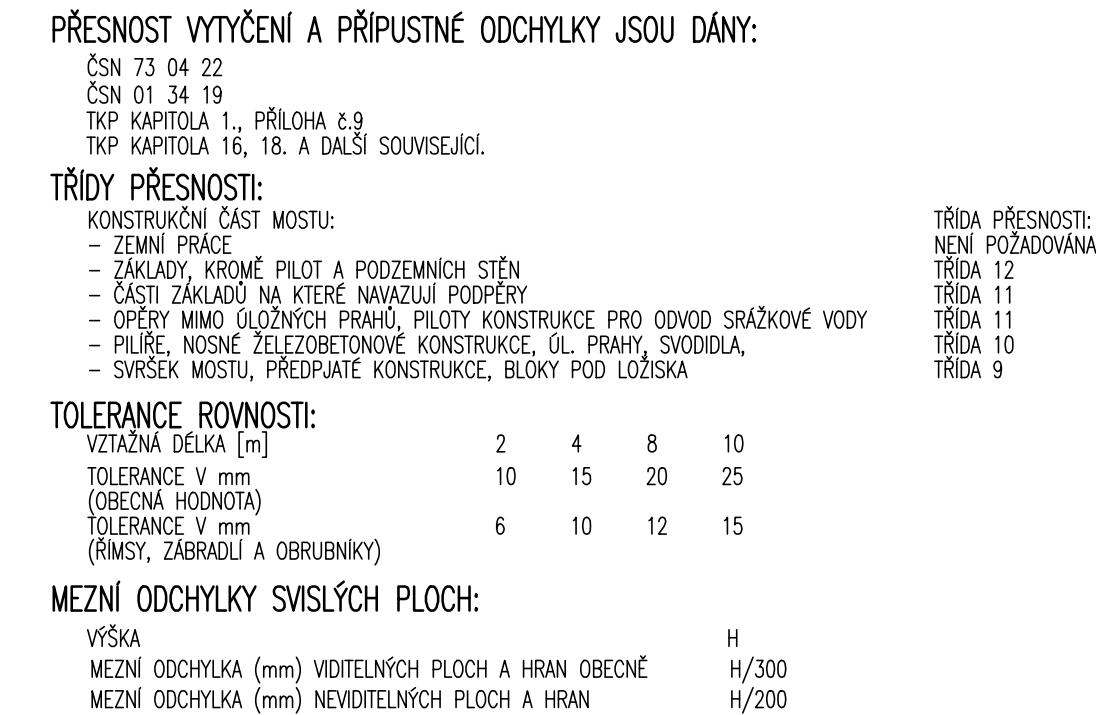 PŘESNOST VYTYČENÍ A PŘÍPUSTNÉ ODCHYLKY JSOU DÁNY:
ČSN 73 04 22
ČSN 01 34 19
TKP KAPITOLA 1., PŘÍLOHA č.9
TKP KAPITOLA 16, 18. A DALŠÍ SOUVISEJÍCÍ.
TŘÍDY PŘESNOSTI:
KONSTRUKČNÍ ČÁST MOSTU: TŘÍDA PŘESNOSTI:
– ZEMNÍ PRÁCE NENÍ POŽADOVÁNA
– ZÁKLADY, KROMĚ PILOT A PODZEMNÍCH STĚN TŘÍDA 12
– ČÁSTI ZÁKLADŮ NA KTERÉ NAVAZUJÍ PODPĚRY TŘÍDA 11
– OPĚRY MIMO ÚLOŽNÝCH PRAHŮ, PILOTY KONSTRUKCE PRO ODVOD SRÁŽKOVÉ VODY TŘÍDA 11
– PILÍŘE, NOSNÉ ŽELEZOBETONOVÉ KONSTRUKCE, ÚL. PRAHY, SVODIDLA, TŘÍDA 10
– SVRŠEK MOSTU, PŘEDPJATÉ KONSTRUKCE, BLOKY POD LOŽISKA TŘÍDA 9
TOLERANCE ROVNOSTI:
VZTAŽNÁ DÉLKA [m] 2 4 8 10
TOLERANCE V mm 10 15 20 25
(OBECNÁ HODNOTA)
TOLERANCE V mm 6 10 12 15
(ŘÍMSY, ZÁBRADLÍ A OBRUBNÍKY)
MEZNÍ ODCHYLKY SVISLÝCH PLOCH:
VÝŠKA H
MEZNÍ ODCHYLKA (mm) VIDITELNÝCH PLOCH A HRAN OBECNĚ H/300
MEZNÍ ODCHYLKA (mm) NEVIDITELNÝCH PLOCH A HRAN H/200